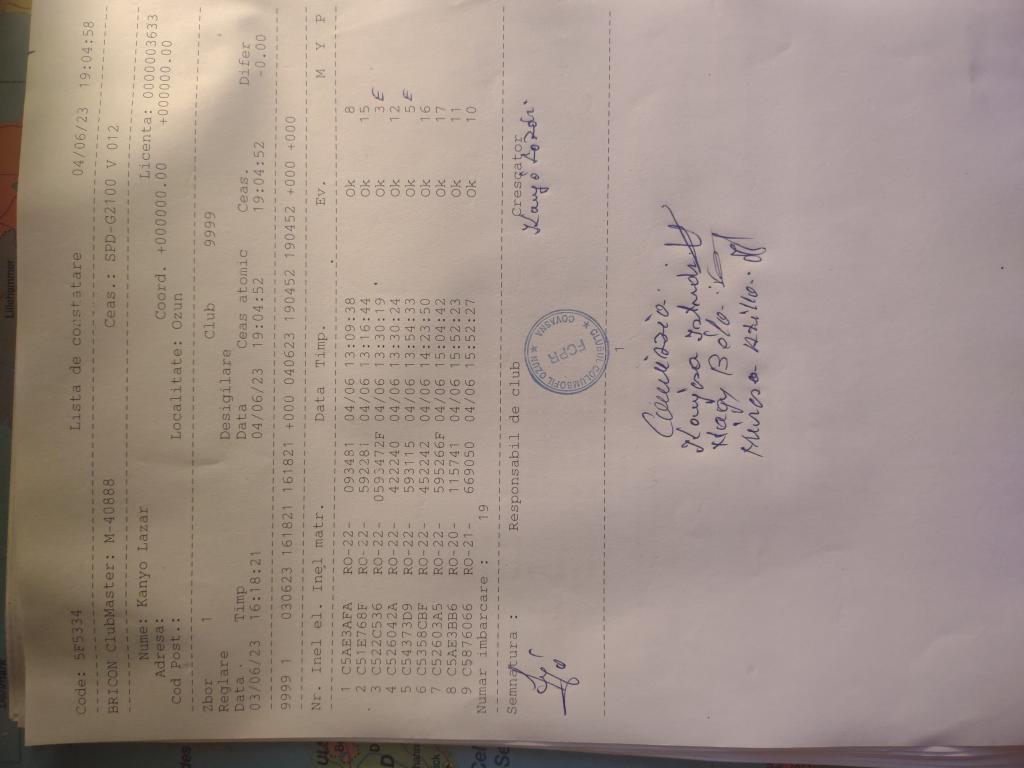 Code: 5F5334 Lista de constatare 04/06/23 19:04:58
BRICON ClubMaster: M-40888 Ceas.: SPD-G2100 V 012
Nume: Kanyo Lazar Licenta: 0000003633
Adresa: Coord. +000000.00 +000000.00
Cod Post.: Localitate: Ozun
Zbor 1 Club 9999
Reglare Desigilare
Data. Timp Data Ceas atomic Ceas. Difer
03/06/23 16:18:21 04/06/23 19:04:52 19:04:52 -0.00
9999 1 030623 161821 161821 +000 040623 190452 190452 +000 +000
Nr. Inel el. Inel matr. Data Timp. Ev. M Y P
1 C5AE3AFA RO-22- 093481 04/06 13:09:38 Ok 8
2 C51E768F RO-22- 592281 04/06 13:16:44 Ok 15
3 C522C536 RO-22- 0593472F 04/06 13:30:19 Ok 3 E
4 C526042A RO-22- 422240 04/06 13:30:24 Ok 12
5 C54373D9 RO-22- 593115 04/06 13:54:33 Ok 5 E
6 C5358CBF RO-22- 452242 04/06 14:23:50 Ok 16
7 C52603A5 RO-22- 595266F 04/06 15:04:42 Ok 17
8 C5AE3BB6 RO-20- 115741 04/06 15:52:23 Ok 11
9 C5876066 RO-21- 669050 04/06 15:52:27 Ok 10
Numar imbarcare : 19
Semnatura : Responsabil de club Crescator
CLUBUL COLUMBOFIL OZUN
FCPR
COVASNA
1
Comissia.
Nagy Béla.